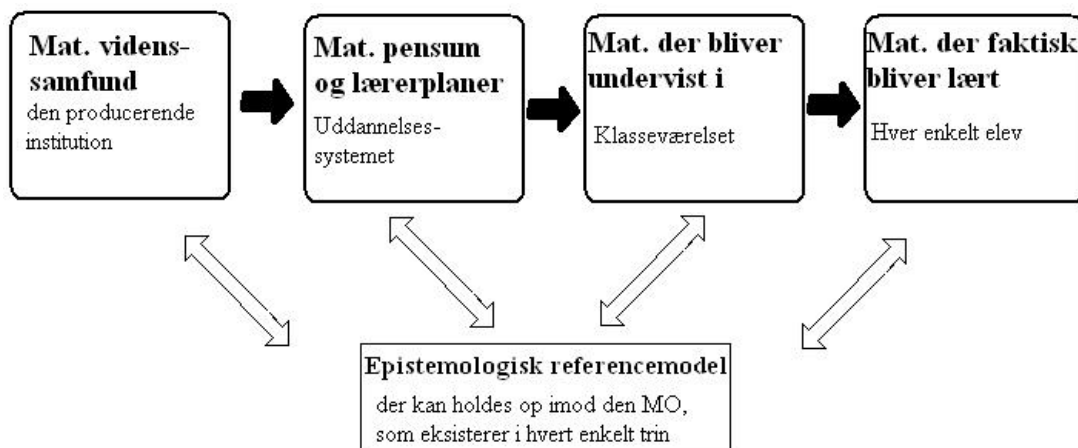 Mat. videns-
samfund
den producerende
institution
Mat. pensum
og lærerplaner
Uddannelses-
systemet
Mat. der bliver
undervist i
Klasseværelset
Mat. der faktisk
bliver lært
Hver enkelt elev
Epistemologisk referencemodel
der kan holdes op imod den MO,
som eksisterer i hvert enkelt trin